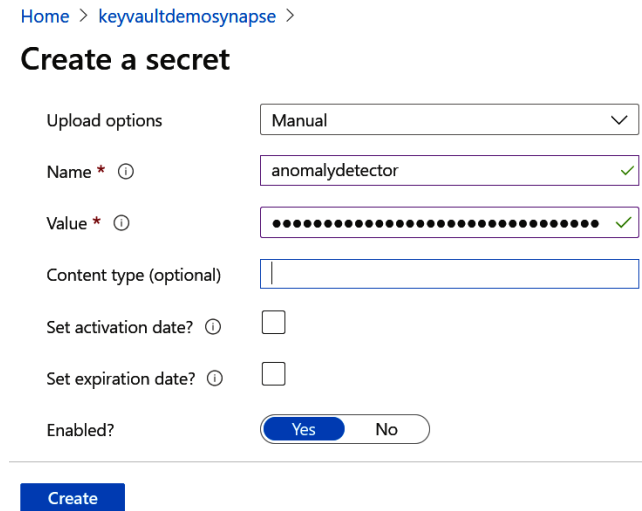 Home > keyvaultdemosynapse >
Create a secret
Upload options Manual
Name * anomalydetector
Value * ••••••••••••••••••••••••••••••••
Content type (optional)
Set activation date?
Set expiration date?
Enabled? Yes No
Create